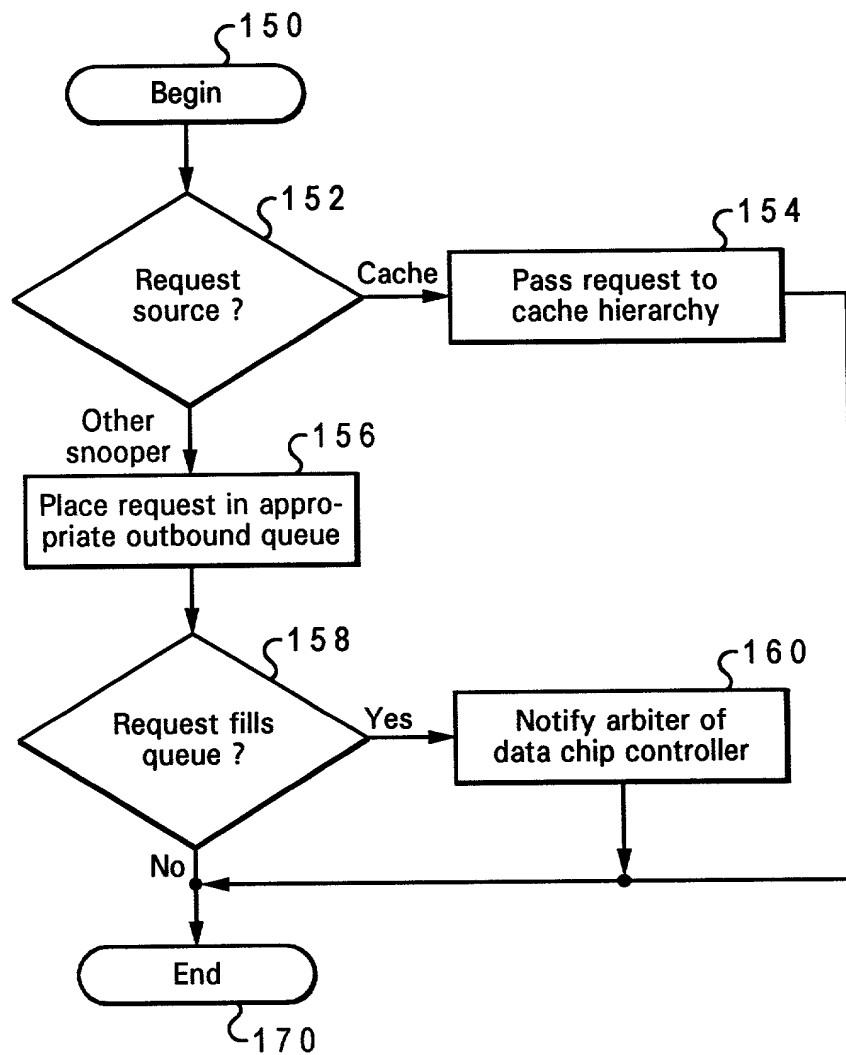 150
Begin
152
Request
source ?
Cache
154
Pass request to
cache hierarchy
Other
snooper
156
Place request in appro-
priate outbound queue
158
Request fills
queue ?
Yes
160
Notify arbiter of
data chip controller
No
End
170